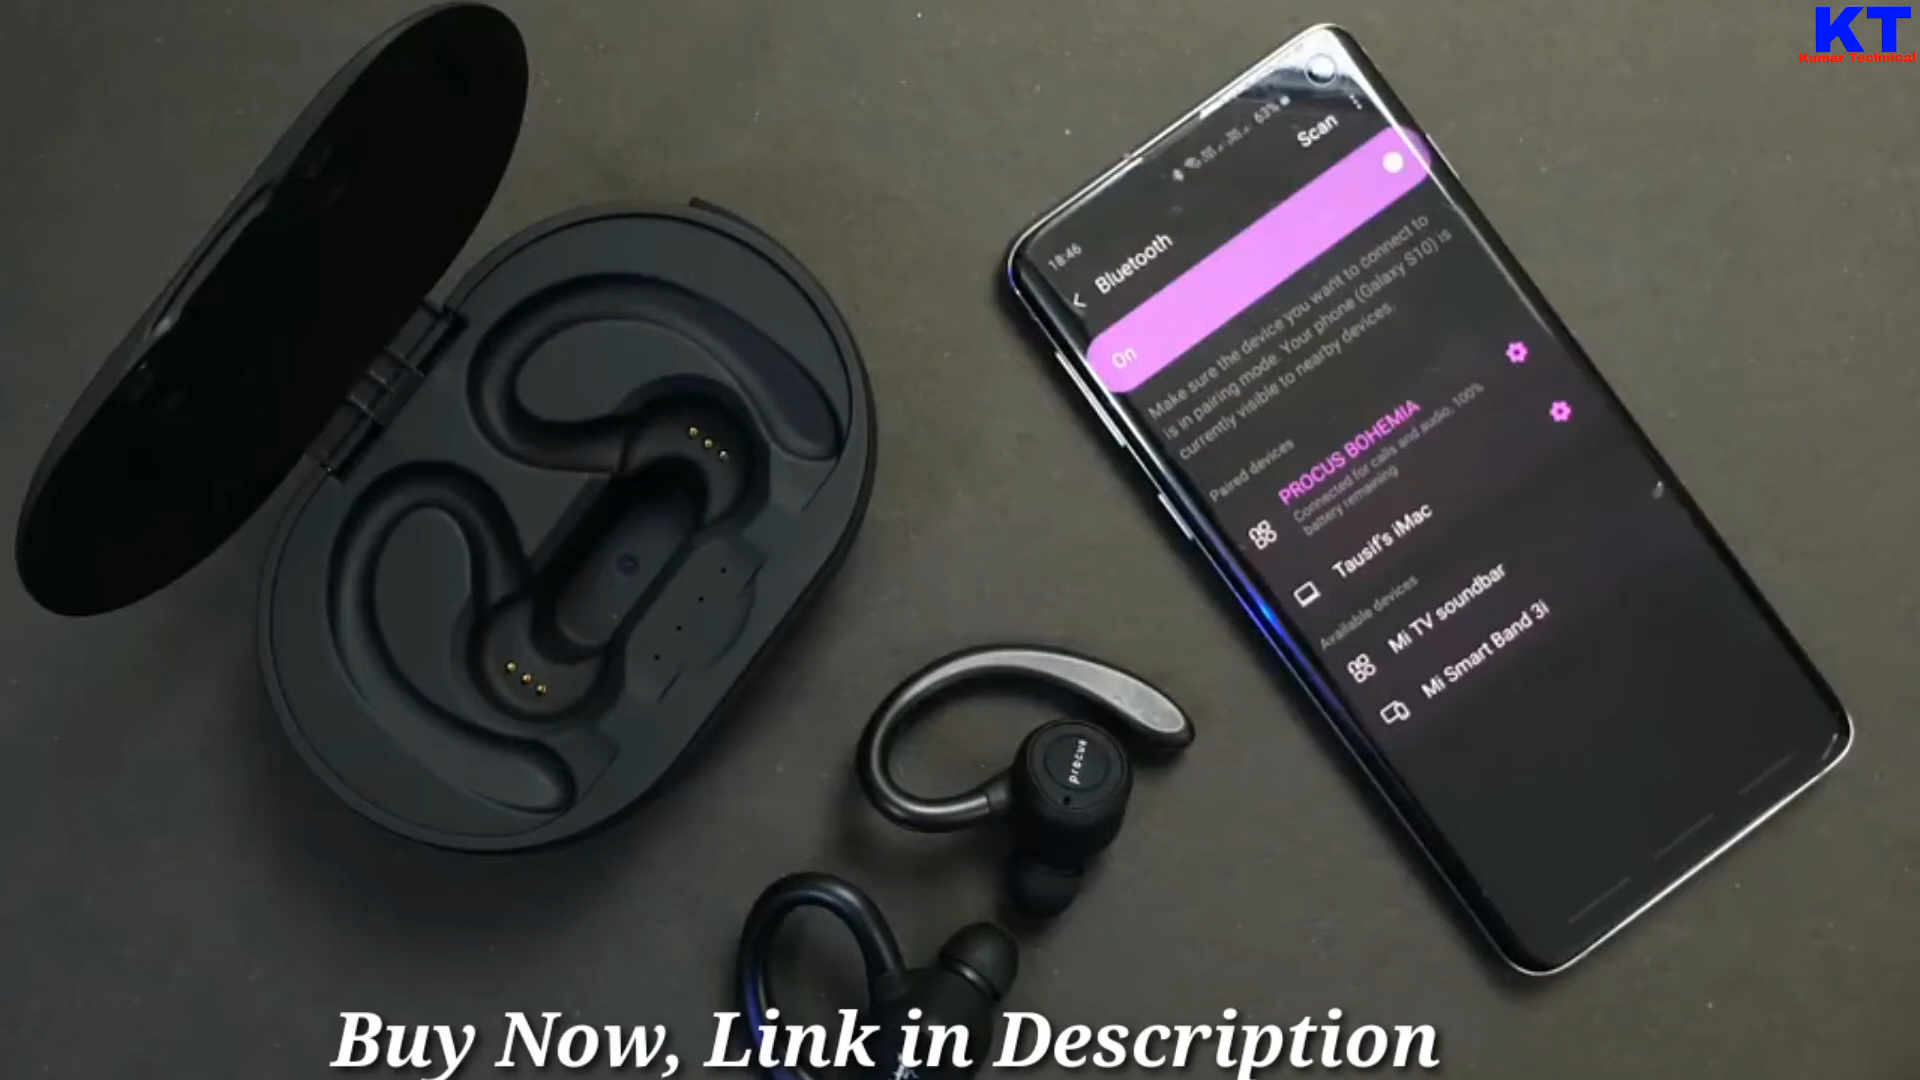 KT
Kumar Technical
63%
Scan
18:46
Bluetooth
On
Make sure the device you want to connect to
is in pairing mode. Your phone (Galaxy S10) is
currently visible to nearby devices.
Paired devices
PROCUS BOHEMIA
Connected for calls and audio, 100%
battery remaining
Tausif's iMac
Available devices
Mi TV soundbar
Mi Smart Band 3i
procus
Buy Now, Link in Description